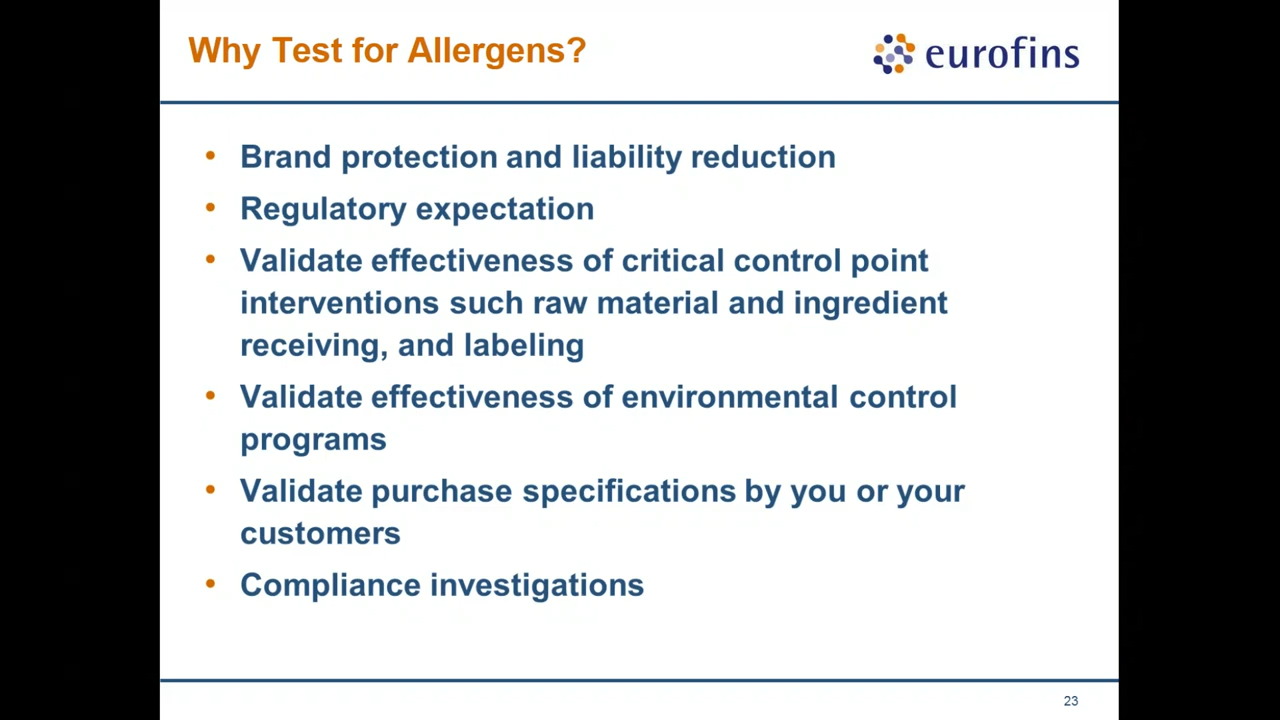 Why Test for Allergens?
eurofins
• Brand protection and liability reduction
• Regulatory expectation
• Validate effectiveness of critical control point
interventions such raw material and ingredient
receiving, and labeling
• Validate effectiveness of environmental control
programs
• Validate purchase specifications by you or your
customers
• Compliance investigations
23